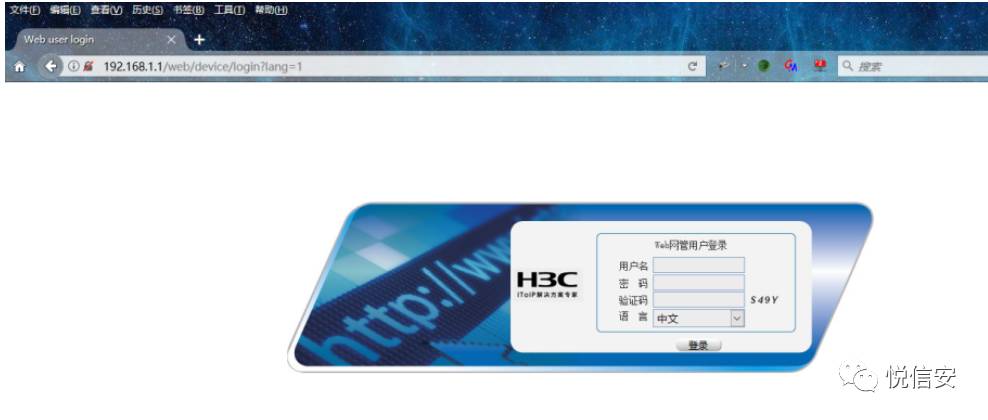 文件(F) 编辑(E) 查看(V) 历史(S) 书签(B) 工具(T) 帮助(H)
Web user login
192.168.1.1/web/device/login?lang=1
搜索
http://ww
Web网管用户登录
H3C
IToIP解决方案专家
用户名
密 码
验证码 S49Y
语 言 中文
登录
悦信安